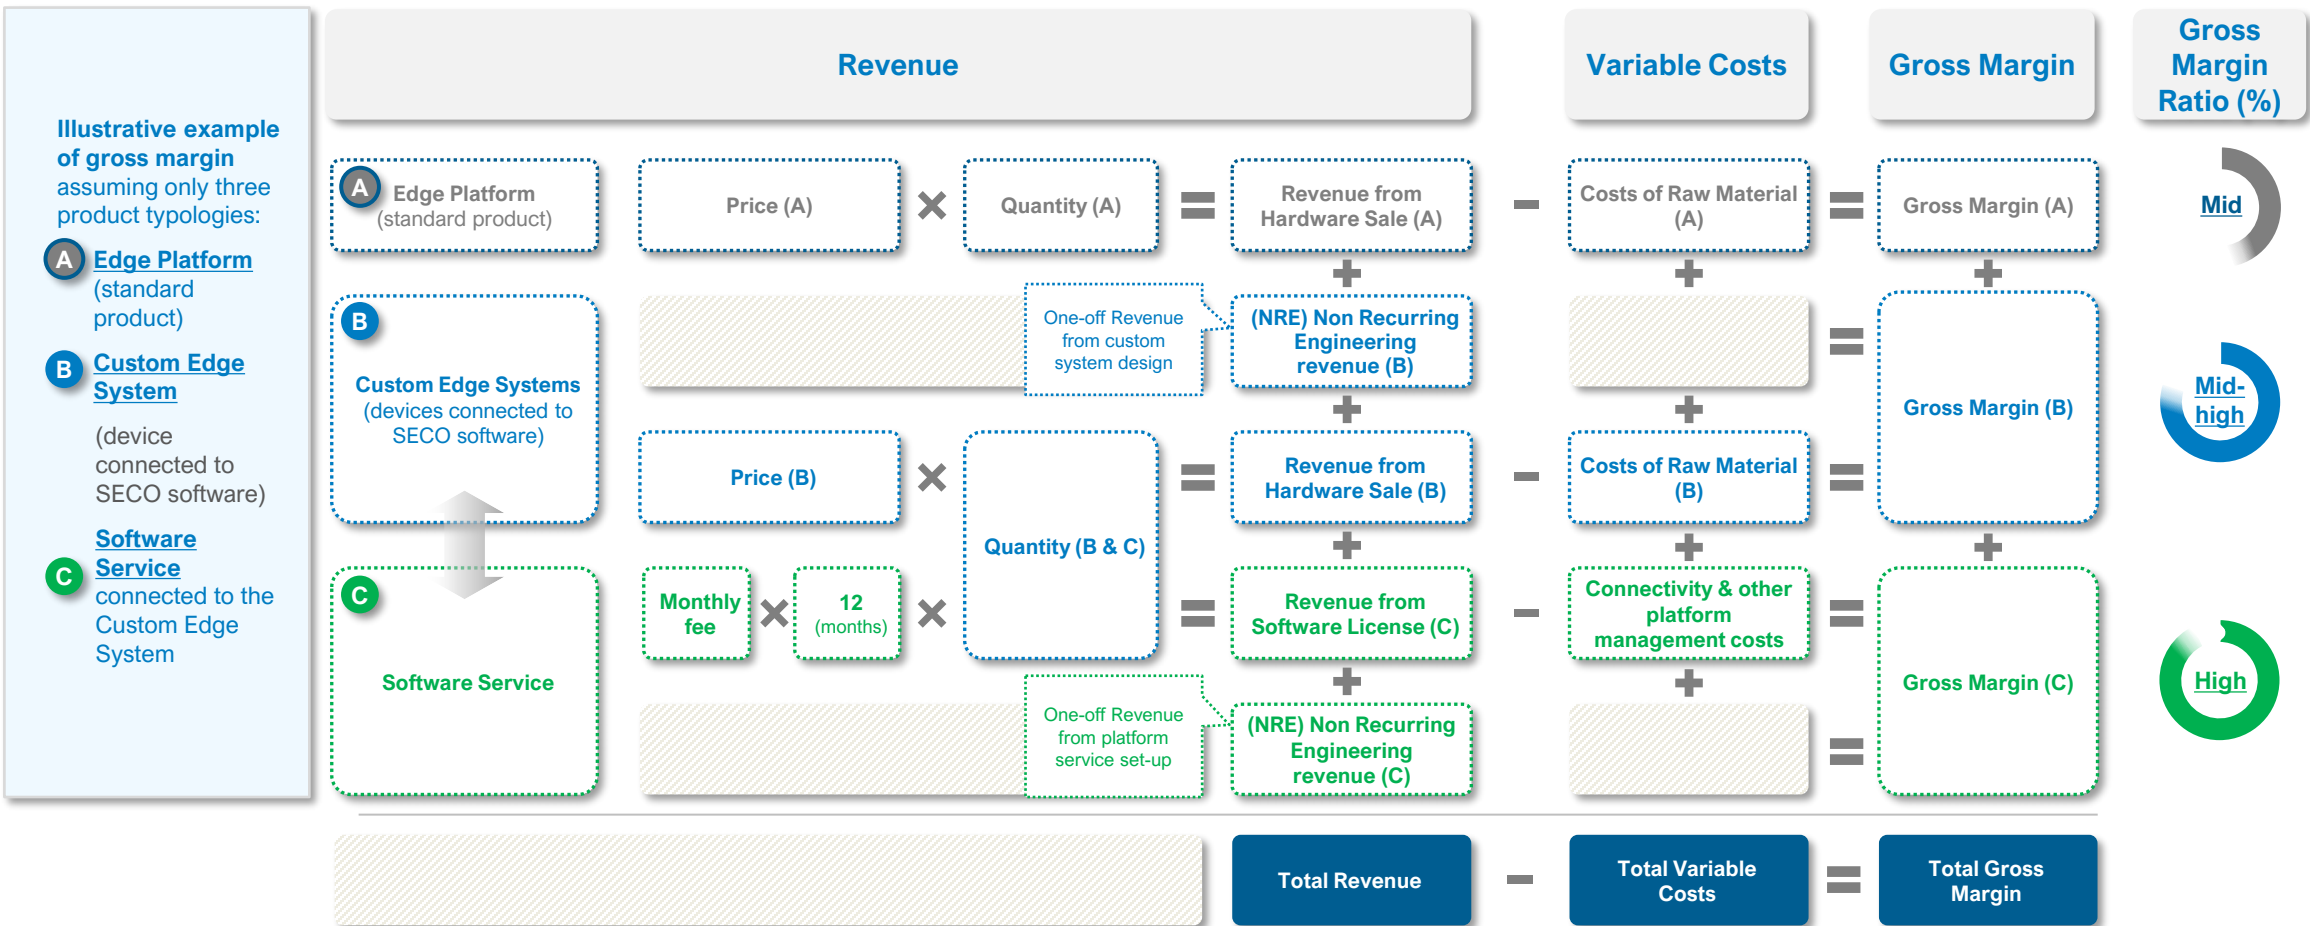 Illustrative example
of gross margin
assuming only three
product typologies:
A
Edge Platform
(standard
product)
B
Custom Edge
System
(device
connected to
SECO software)
C
Software
Service
connected to the
Custom Edge
System
Revenue
Variable Costs
Gross Margin
Gross
Margin
Ratio (%)
A
Edge Platform
(standard product)
Price (A)
×
Quantity (A)
=
Revenue from
Hardware Sale (A)
-
Costs of Raw Material
(A)
=
Gross Margin (A)
Mid
+
+
+
B
Custom Edge Systems
(devices connected to
SECO software)
One-off Revenue
from custom
system design
(NRE) Non Recurring
Engineering
revenue (B)
=
Gross Margin (B)
Mid-
high
+
+
Price (B)
×
Quantity (B & C)
=
Revenue from
Hardware Sale (B)
-
Costs of Raw Material
(B)
=
+
+
+
C
Software Service
Monthly
fee
×
12
(months)
×
=
Revenue from
Software License (C)
-
Connectivity & other
platform
management costs
=
Gross Margin (C)
High
+
+
One-off Revenue
from platform
service set-up
(NRE) Non Recurring
Engineering
revenue (C)
=
Total Revenue
-
Total Variable
Costs
=
Total Gross
Margin